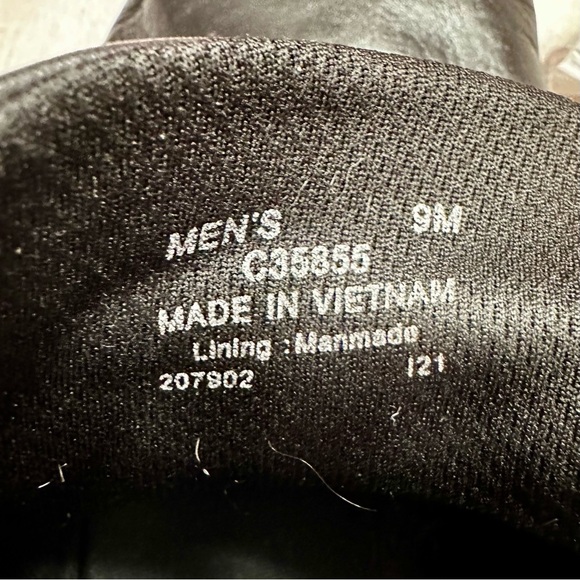 MEN'S 9M
C35855
MADE IN VIETNAM
Lining :Manmade
207902 I21